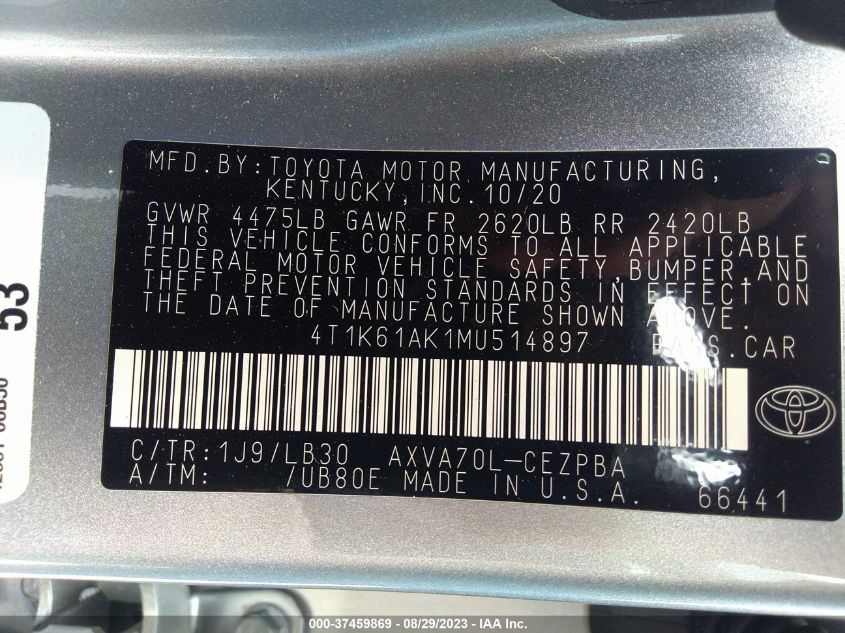 MFD.BY:TOYOTA MOTOR MANUFACTURING,
KENTUCKY,INC.10/20
GVWR 4475LB GAWR FR 2620LB RR 2420LB
THIS VEHICLE CONFORMS TO ALL APPLICABLE
FEDERAL MOTOR VEHICLE SAFETY,BUMPER,AND
THEFT PREVENTION STANDARDS IN EFFECT ON
THE DATE OF MANUFACTURE SHOWN ABOVE.
4T1K61AK1MU514897 PASS.CAR
C/TR:1J9/LB30 AXVA70L-CEZPBA
A/TM: /UB80E MADE IN U.S.A. 66441
53
000-37459869 - 08/29/2023 - IAA Inc.